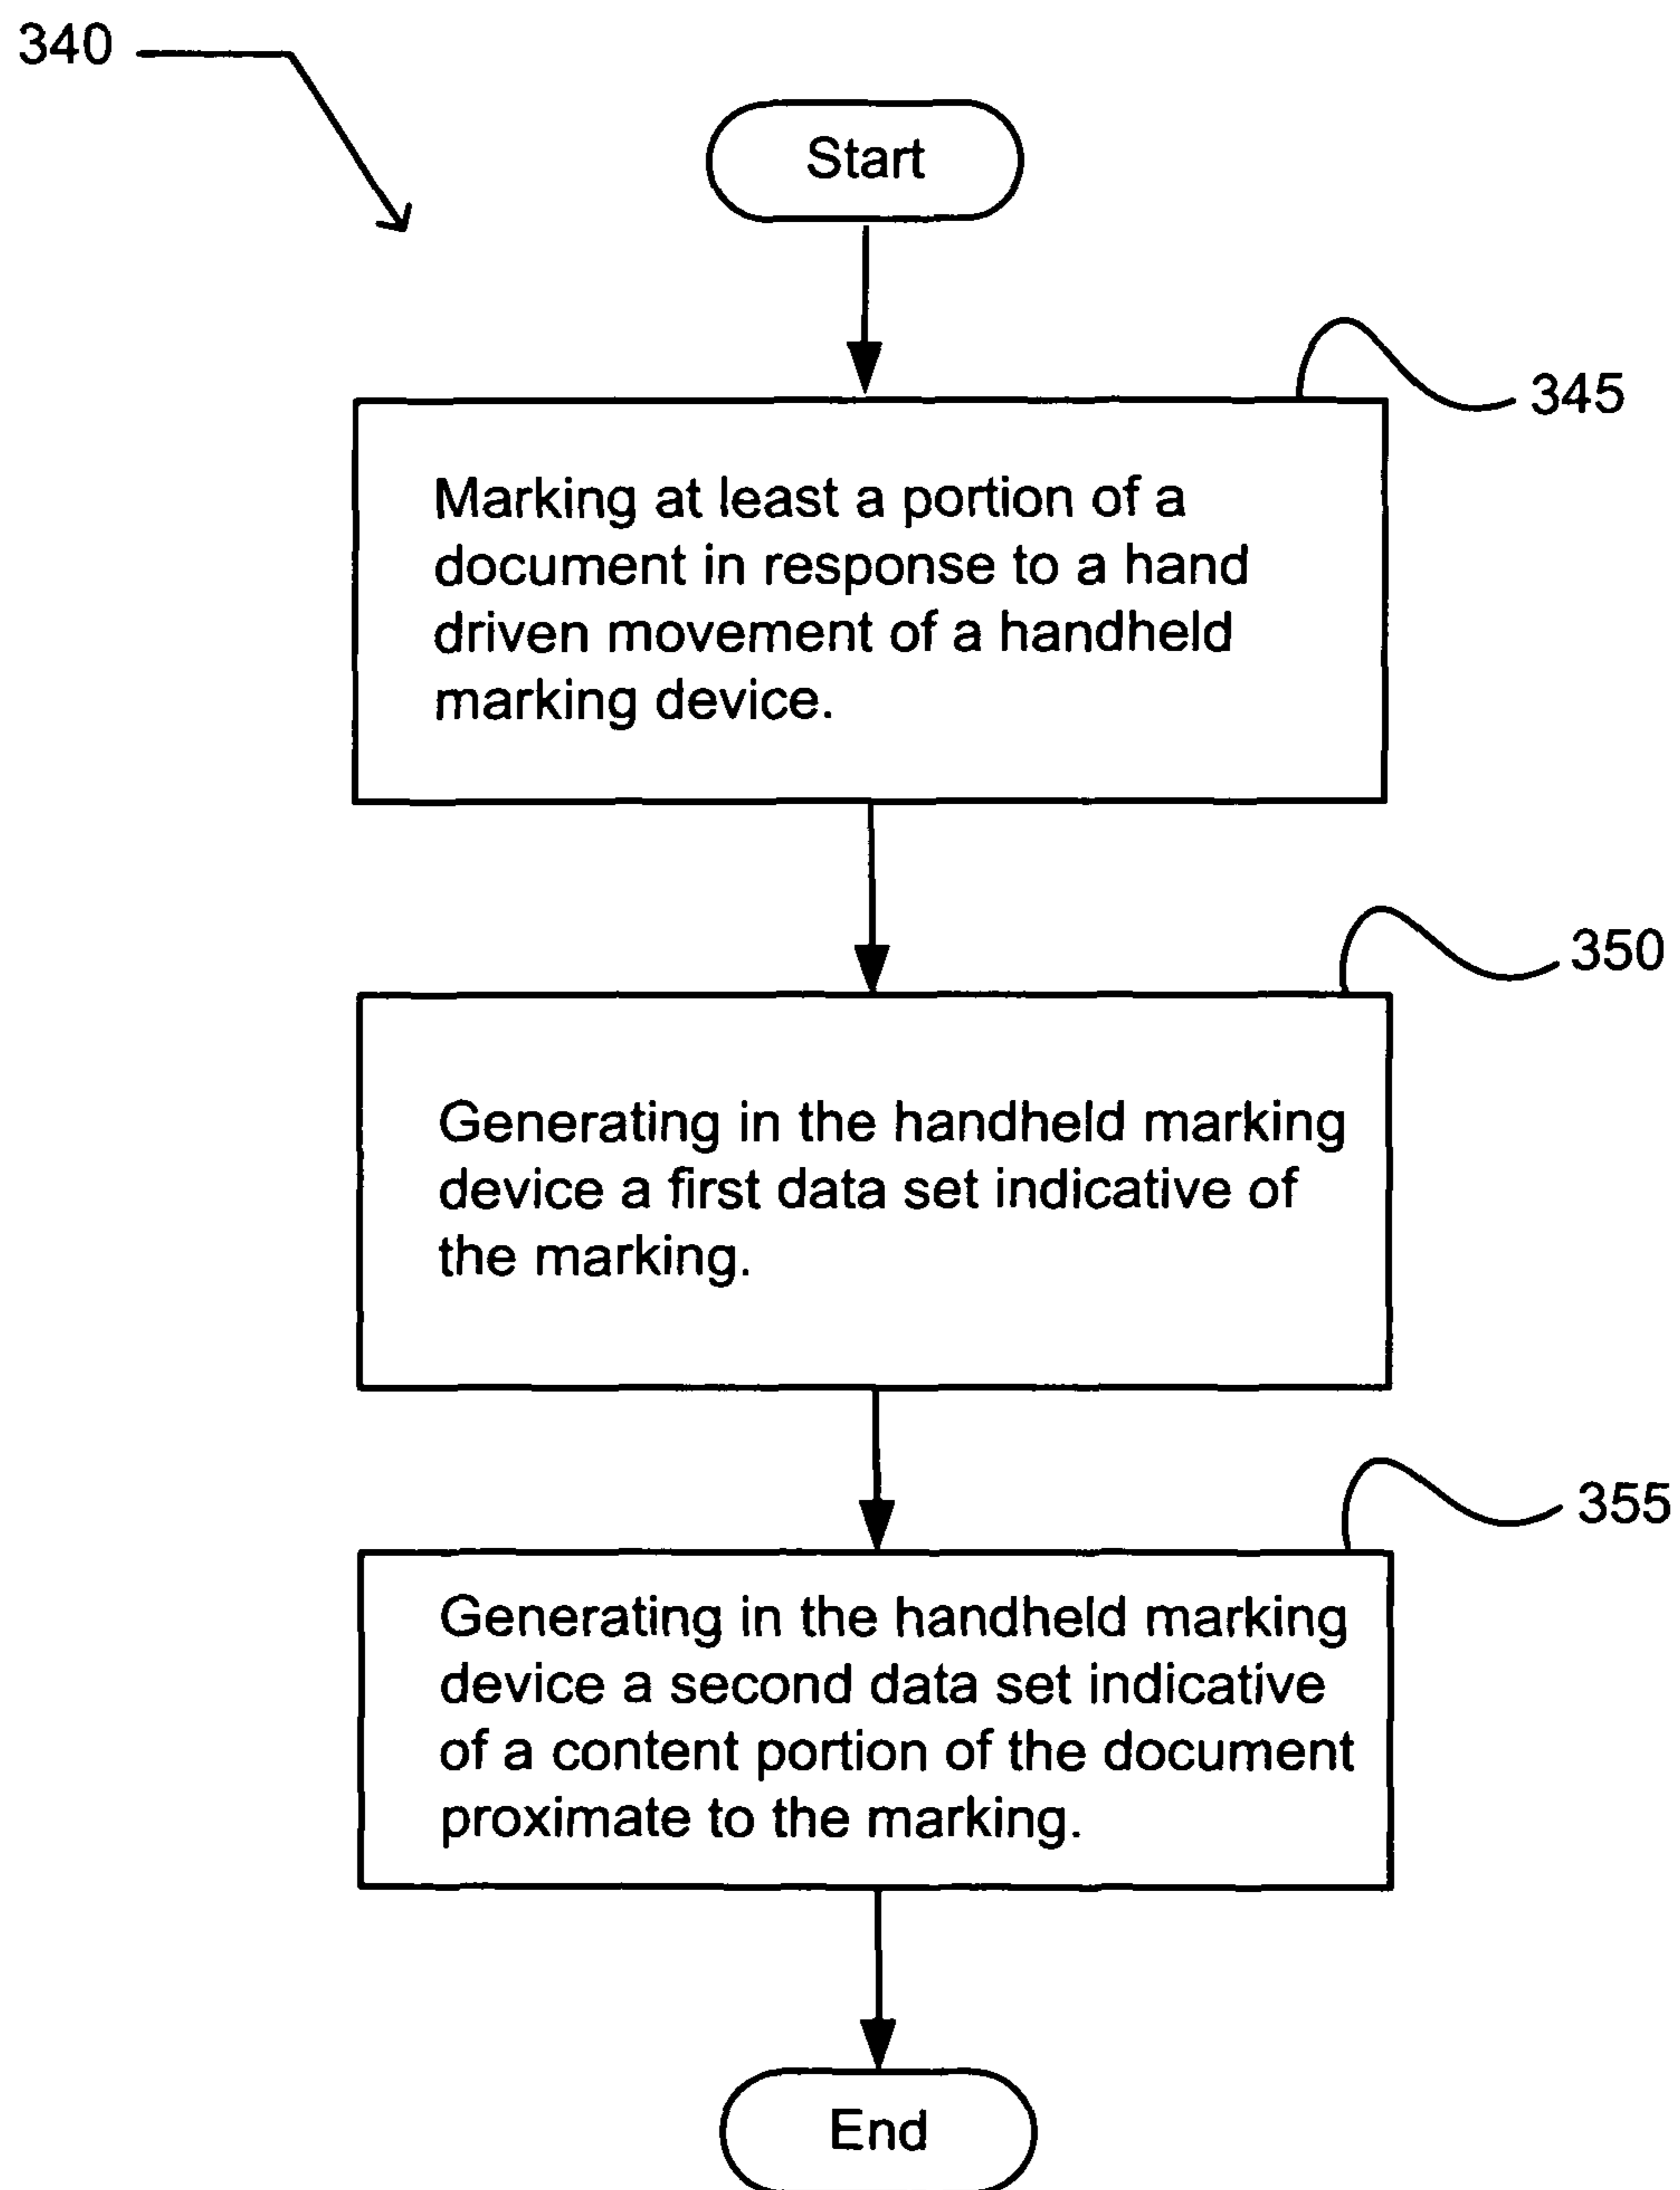 340
Start
345
Marking at least a portion of a
document in response to a hand
driven movement of a handheld
marking device.
350
Generating in the handheld marking
device a first data set indicative of
the marking.
355
Generating in the handheld marking
device a second data set indicative
of a content portion of the document
proximate to the marking.
End